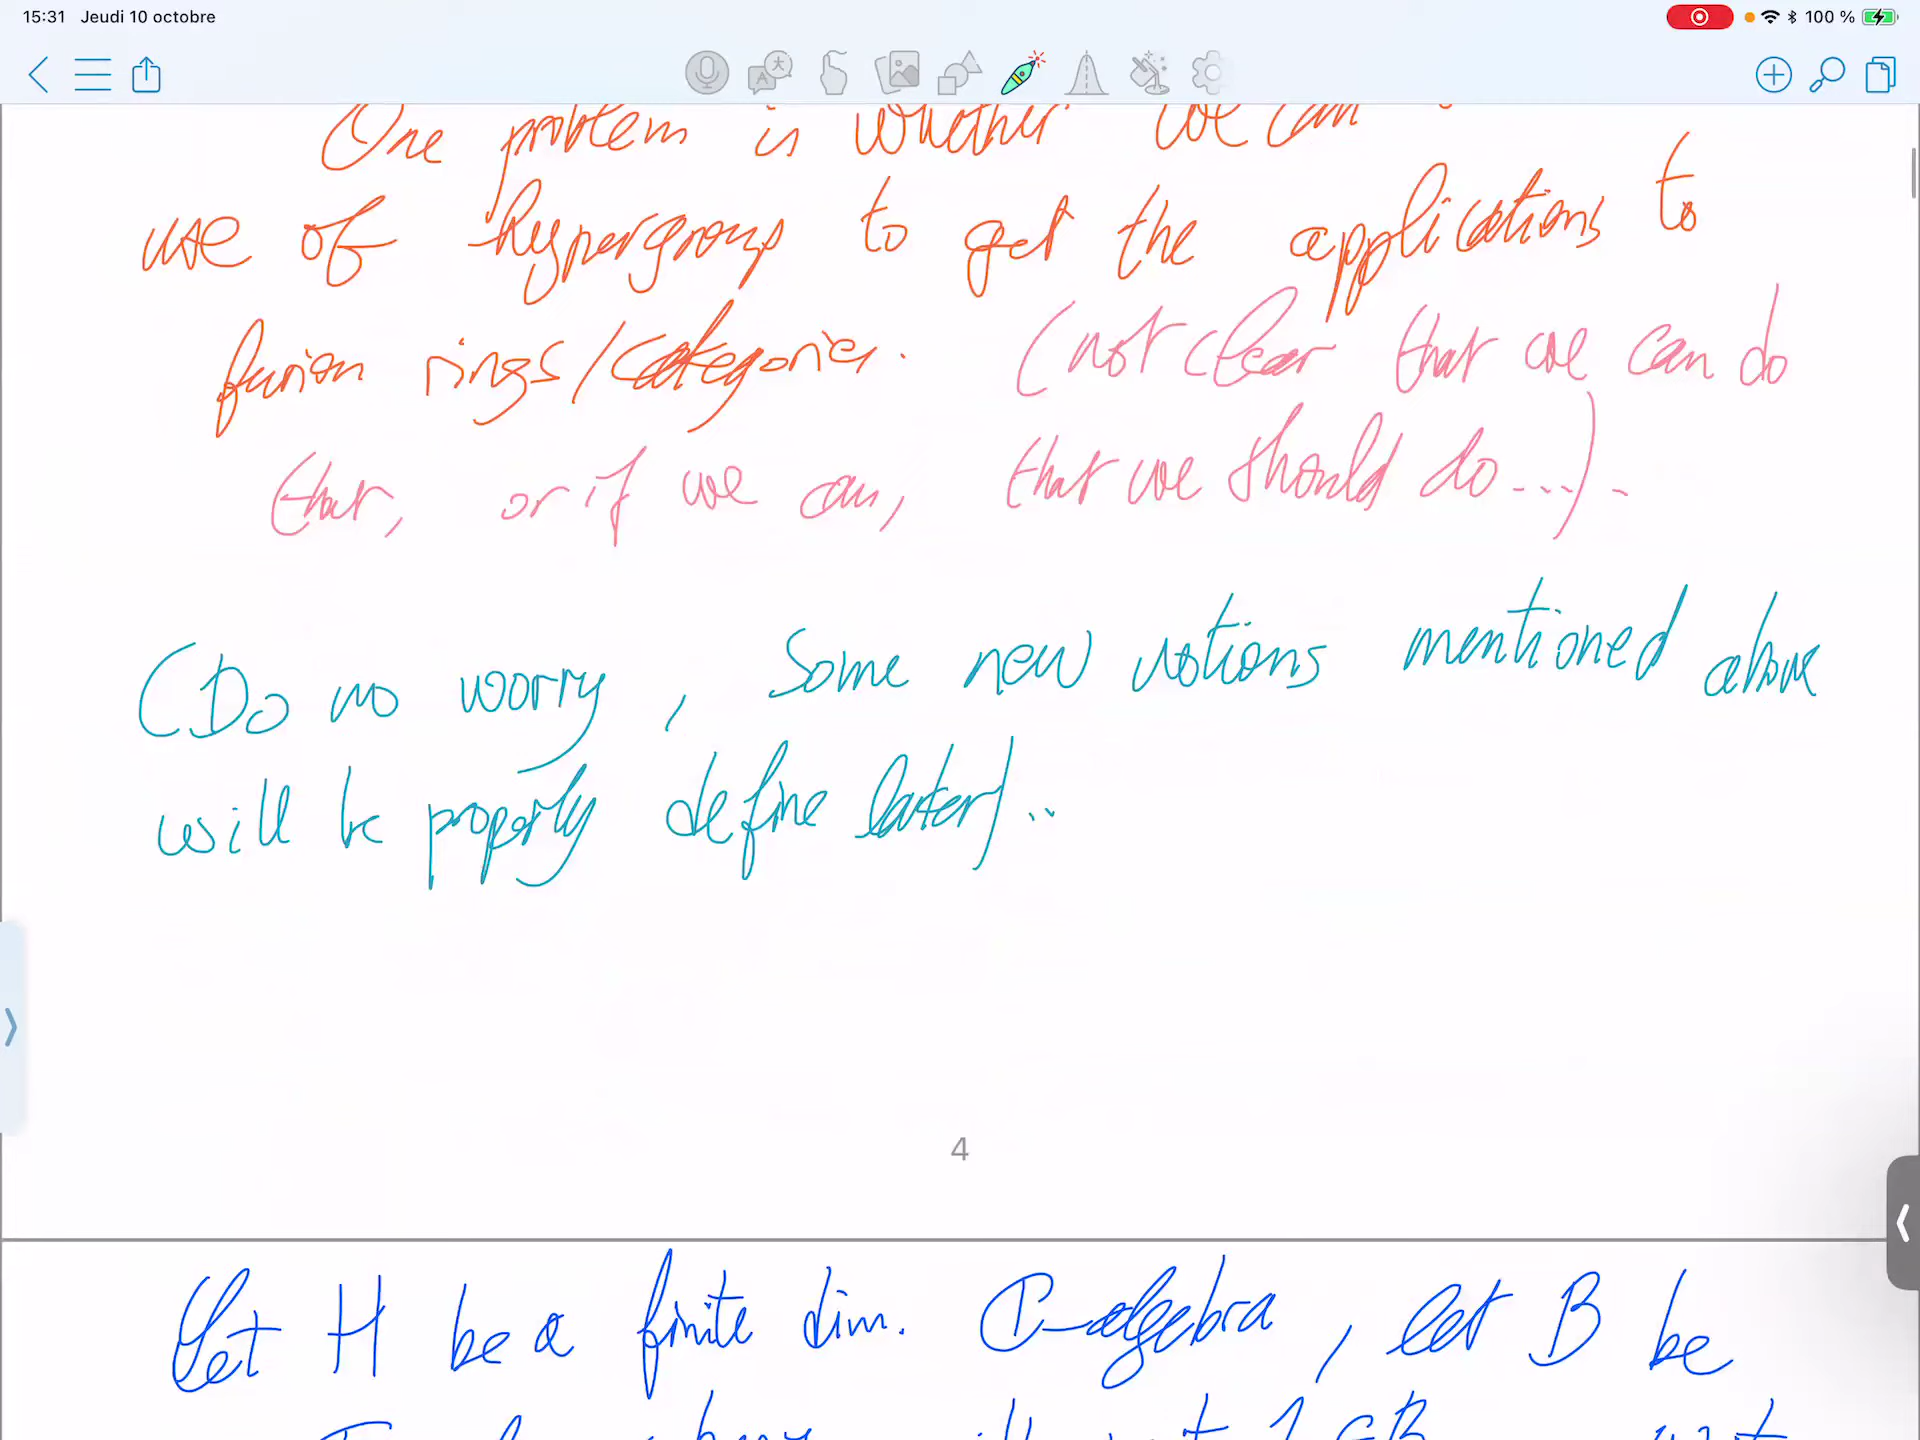 15:31 Jeudi 10 octobre 100 %
One problem is whether we can
use of hypergroup to get the applications to
fusion rings/categories. (not clear that we can do
that, or if we can, that we should do...).
(Do no worry, Some new notions mentioned above
will be properly define later)..
4
Let H be a finite dim. C-algebra, let B be
1 ∈ B